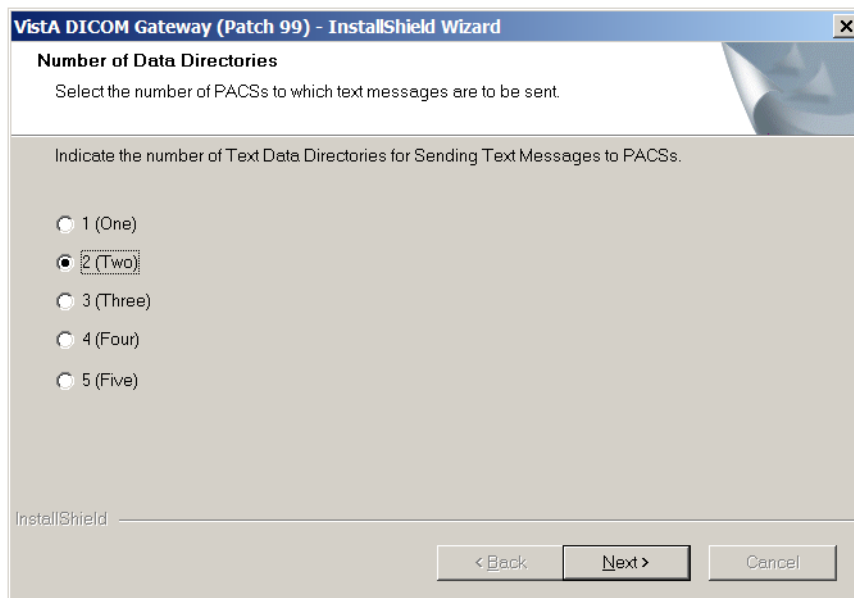 VistA DICOM Gateway (Patch 99) - InstallShield Wizard
Number of Data Directories
Select the number of PACSs to which text messages are to be sent.
Indicate the number of Text Data Directories for Sending Text Messages to PACSs.
1 (One)
2 (Two)
3 (Three)
4 (Four)
5 (Five)
InstallShield
< Back Next > Cancel